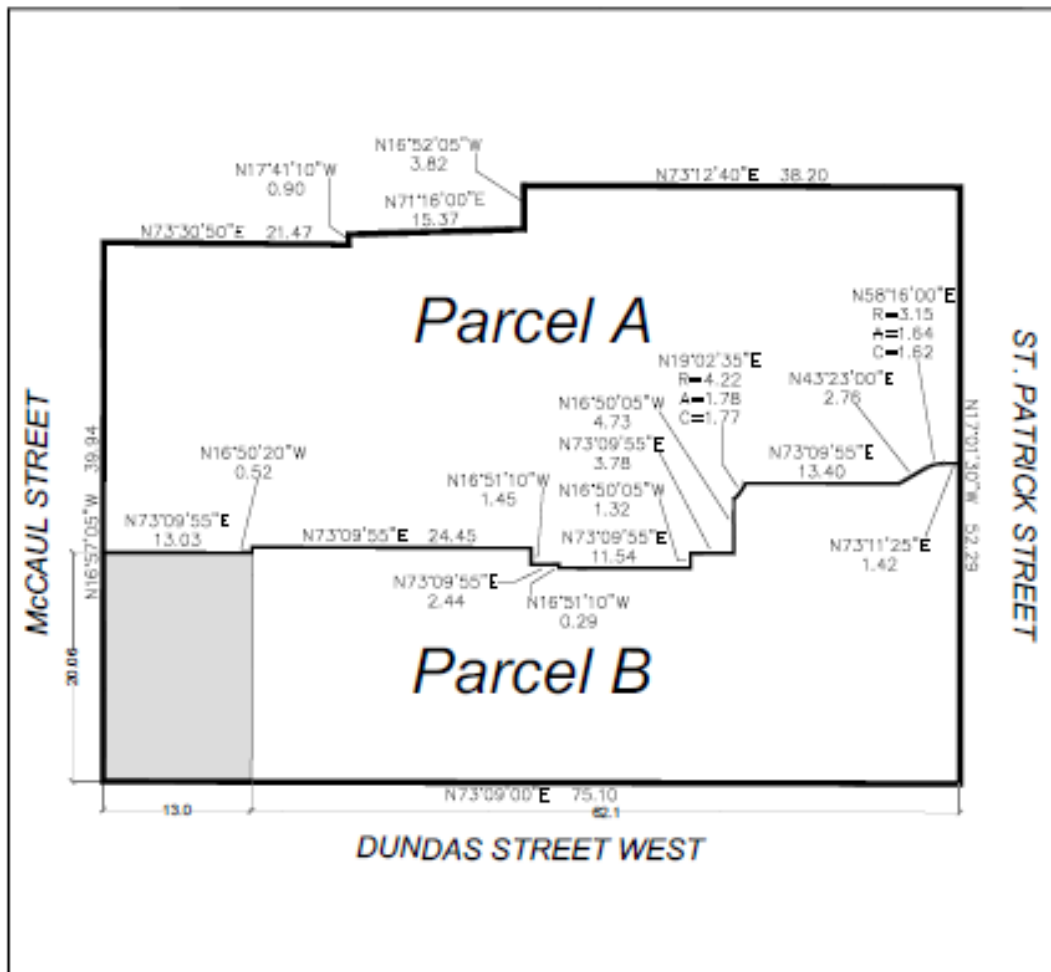 N16°52'05"W
3.82
N17°41'10"W
0.90
N73°12'40"E 38.20
N71°16'00"E
15.37
N73°30'50"E 21.47
Parcel A
N58°16'00"E
R=3.15
A=1.64
C=1.62
N19°02'35"E
R=4.22
A=1.78
C=1.77
N43°23'00"E
2.76
N16°50'05"W
4.73
N73°09'55"E
3.78
N16°50'05"W
1.32
N73°09'55"E
11.54
N73°09'55"E
13.40
N16°50'20"W
0.52
N16°51'10"W
1.45
N73°09'55"E
13.03
N73°09'55"E 24.45
N73°09'55"E
2.44
N16°51'10"W
0.29
N73°11'25"E
1.42
N16°57'05"W 39.94
N17°01'30"W 52.29
McCAUL STREET
ST. PATRICK STREET
20.06
Parcel B
N73°09'00"E 75.10
13.0
62.1
DUNDAS STREET WEST